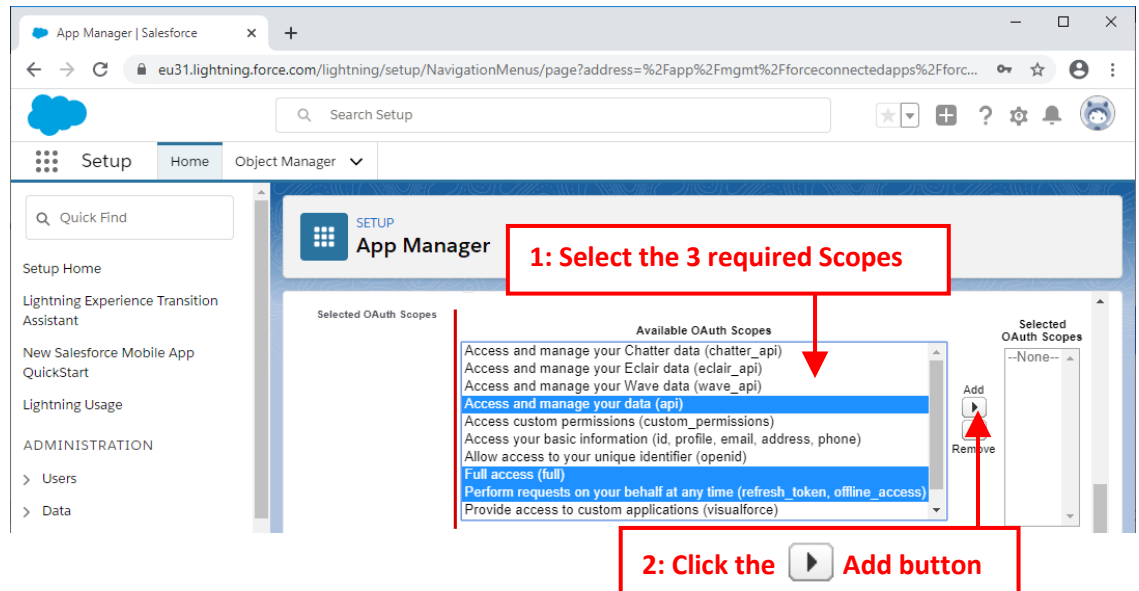 App Manager | Salesforce
eu31.lightning.force.com/lightning/setup/NavigationMenus/page?address=%2Fapp%2Fmgmt%2Fforceconnectedapps%2Fforc...
Search Setup
Setup
Home
Object Manager
Quick Find
Setup Home
Lightning Experience Transition
Assistant
New Salesforce Mobile App
QuickStart
Lightning Usage
ADMINISTRATION
Users
Data
SETUP
App Manager
1: Select the 3 required Scopes
Selected OAuth Scopes
Available OAuth Scopes
Access and manage your Chatter data (chatter_api)
Access and manage your Eclair data (eclair_api)
Access and manage your Wave data (wave_api)
Access and manage your data (api)
Access custom permissions (custom_permissions)
Access your basic information (id, profile, email, address, phone)
Allow access to your unique identifier (openid)
Full access (full)
Perform requests on your behalf at any time (refresh_token, offline_access)
Provide access to custom applications (visualforce)
Add
Remove
Selected
OAuth Scopes
--None--
2: Click the Add button